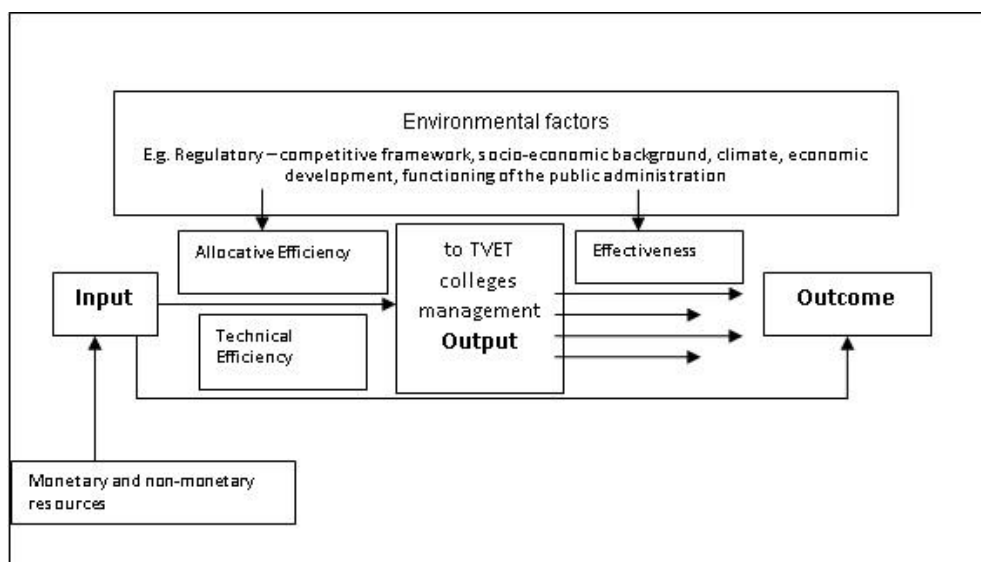 Environmental factors
E.g. Regulatory – competitive framework, socio-economic background, climate, economic
development, functioning of the public administration
Allocative Efficiency
to TVET
colleges
management
Output
Effectiveness
Input
Outcome
Technical
Efficiency
Monetary and non-monetary
resources